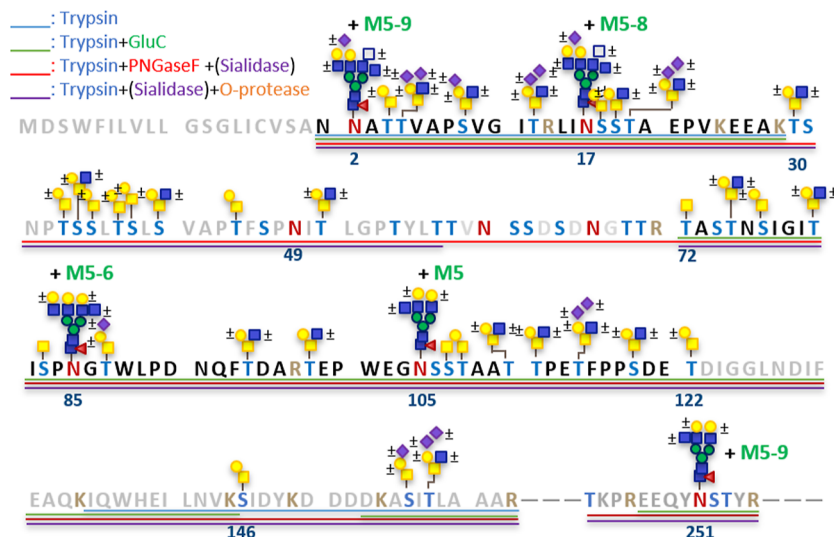 : Trypsin
: Trypsin+GluC
: Trypsin+PNGaseF +(Sialidase)
: Trypsin+(Sialidase)+O-protease
+ M5-9
+ M5-8
MDSWFILVLL GSGLICVSAN NATTVAPSVG ITRLINSSTA EPVKEEAKTS
2 17 30
NPTSSLTSLS VAPTFSPNIT LGPTYLTTVN SSDSDNGTTR TASTNSIGIT
49 72
+ M5-6
+ M5
ISPNGTWLPD NQFTDARTEP WEGNSSTAAT TPETFPPSDE TDIGGLNDIF
85 105 122
+ M5-9
EAQKIQWHEI LNVKSIDYKD DDDKASITLA AAR– – – –TKPREEQYNSTYR– – –
146 251